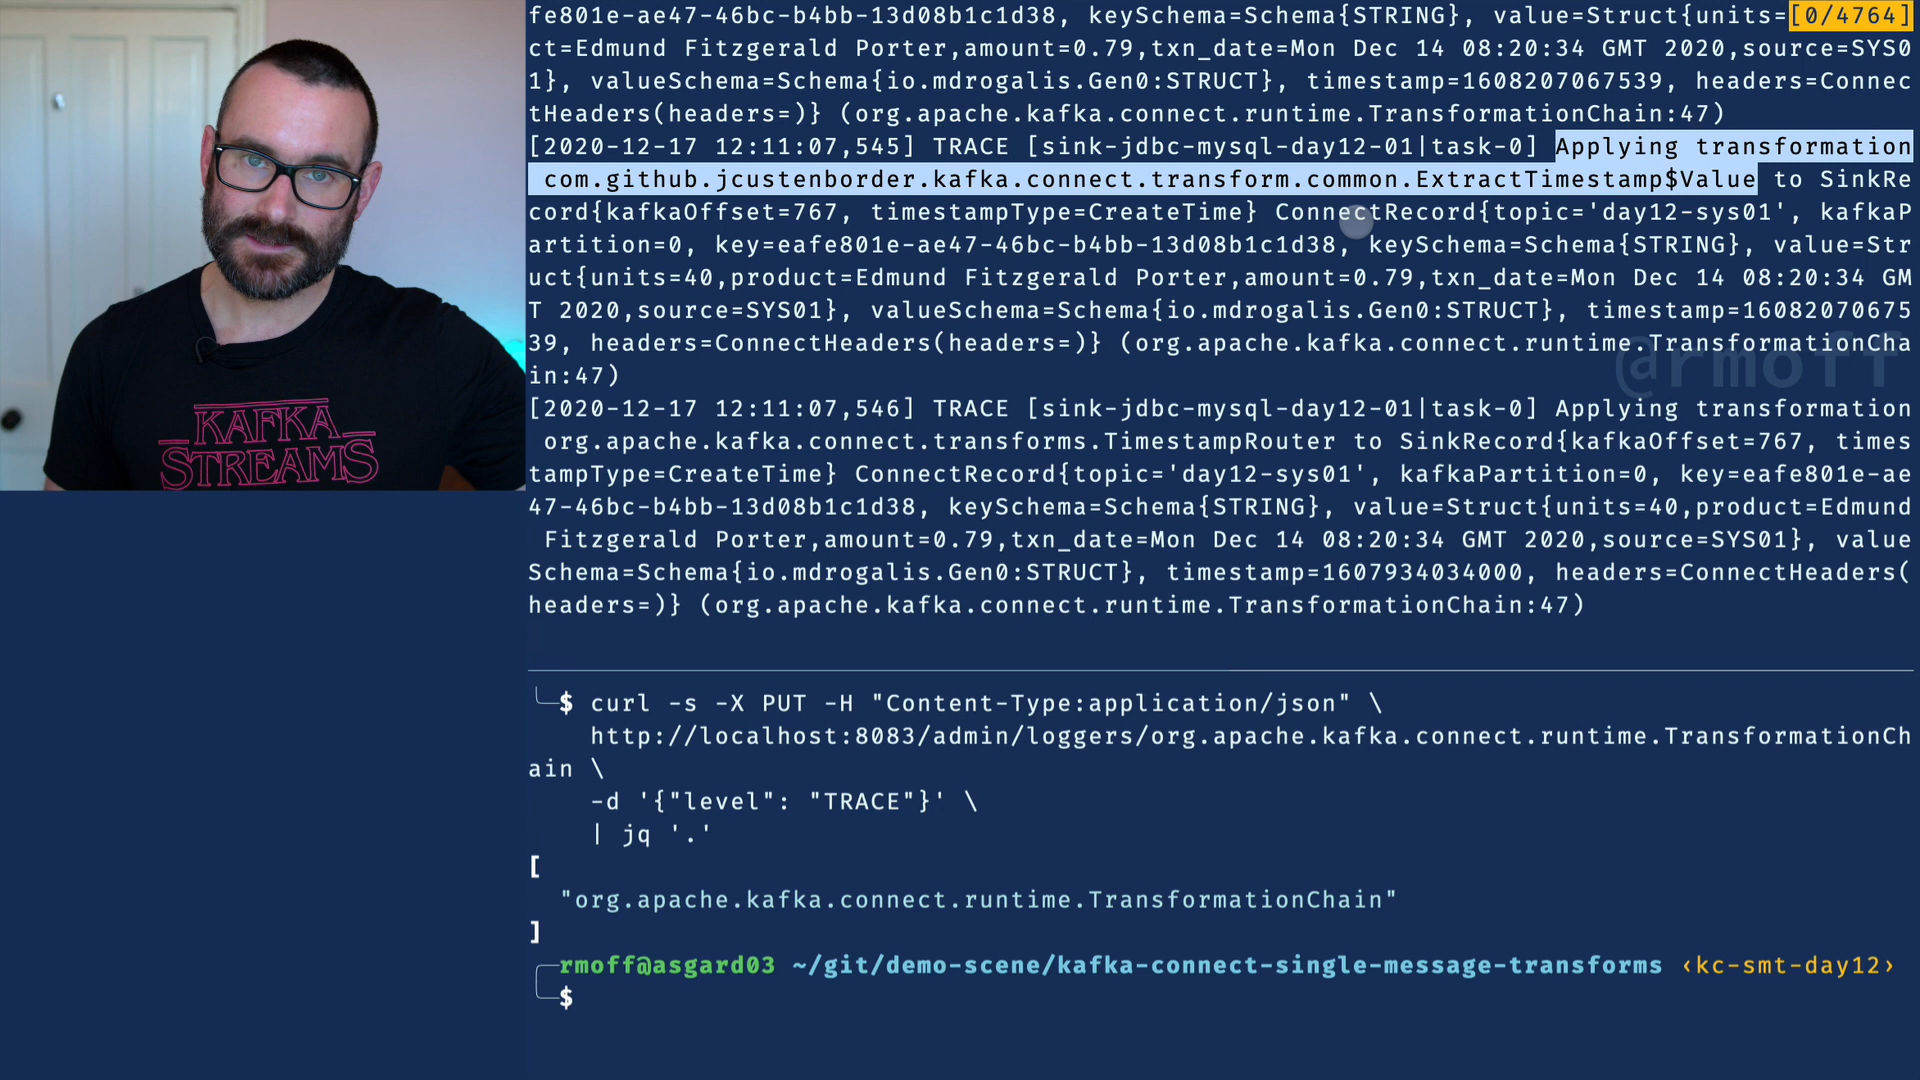 KAFKA
STREAMS
fe801e-ae47-46bc-b4bb-13d08b1c1d38, keySchema=Schema{STRING}, value=Struct{units=[0/4764]
ct=Edmund Fitzgerald Porter,amount=0.79,txn_date=Mon Dec 14 08:20:34 GMT 2020,source=SYS0
1}, valueSchema=Schema{io.mdrogalis.Gen0:STRUCT}, timestamp=1608207067539, headers=Connec
tHeaders(headers=)} (org.apache.kafka.connect.runtime.TransformationChain:47)
[2020-12-17 12:11:07,545] TRACE [sink-jdbc-mysql-day12-01|task-0] Applying transformation
com.github.jcustenborder.kafka.connect.transform.common.ExtractTimestamp$Value to SinkRe
cord{kafkaOffset=767, timestampType=CreateTime} ConnectRecord{topic='day12-sys01', kafkaP
artition=0, key=eafe801e-ae47-46bc-b4bb-13d08b1c1d38, keySchema=Schema{STRING}, value=Str
uct{units=40,product=Edmund Fitzgerald Porter,amount=0.79,txn_date=Mon Dec 14 08:20:34 GM
T 2020,source=SYS01}, valueSchema=Schema{io.mdrogalis.Gen0:STRUCT}, timestamp=16082070675
39, headers=ConnectHeaders(headers=)} (org.apache.kafka.connect.runtime.TransformationCha
in:47)
@rmoff
[2020-12-17 12:11:07,546] TRACE [sink-jdbc-mysql-day12-01|task-0] Applying transformation
org.apache.kafka.connect.transforms.TimestampRouter to SinkRecord{kafkaOffset=767, times
tampType=CreateTime} ConnectRecord{topic='day12-sys01', kafkaPartition=0, key=eafe801e-ae
47-46bc-b4bb-13d08b1c1d38, keySchema=Schema{STRING}, value=Struct{units=40,product=Edmund
Fitzgerald Porter,amount=0.79,txn_date=Mon Dec 14 08:20:34 GMT 2020,source=SYS01}, value
Schema=Schema{io.mdrogalis.Gen0:STRUCT}, timestamp=1607934034000, headers=ConnectHeaders(
headers=)} (org.apache.kafka.connect.runtime.TransformationChain:47)
$ curl -s -X PUT -H "Content-Type:application/json" \
http://localhost:8083/admin/loggers/org.apache.kafka.connect.runtime.TransformationCh
ain \
-d '{"level": "TRACE"}' \
| jq '.'
[
"org.apache.kafka.connect.runtime.TransformationChain"
]
rmoff@asgard03 ~/git/demo-scene/kafka-connect-single-message-transforms ‹kc-smt-day12›
$